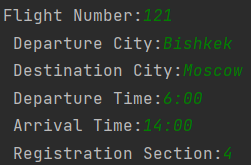 Flight Number:121
Departure City:Bishkek
Destination City:Moscow
Departure Time:6:00
Arrival Time:14:00
Registration Section:4